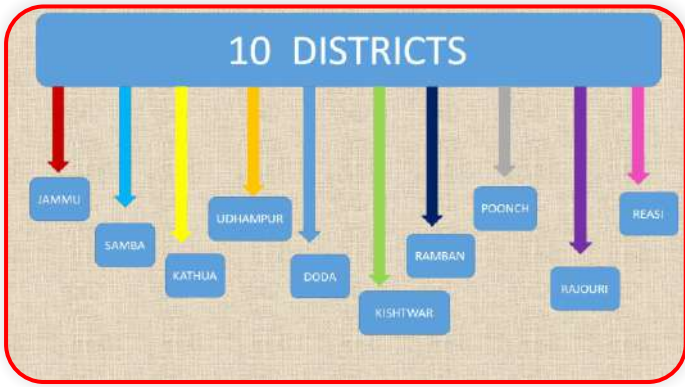 10 DISTRICTS
JAMMU
SAMBA
KATHUA
UDHAMPUR
DODA
KISHTWAR
RAMBAN
POONCH
RAJOURI
REASI